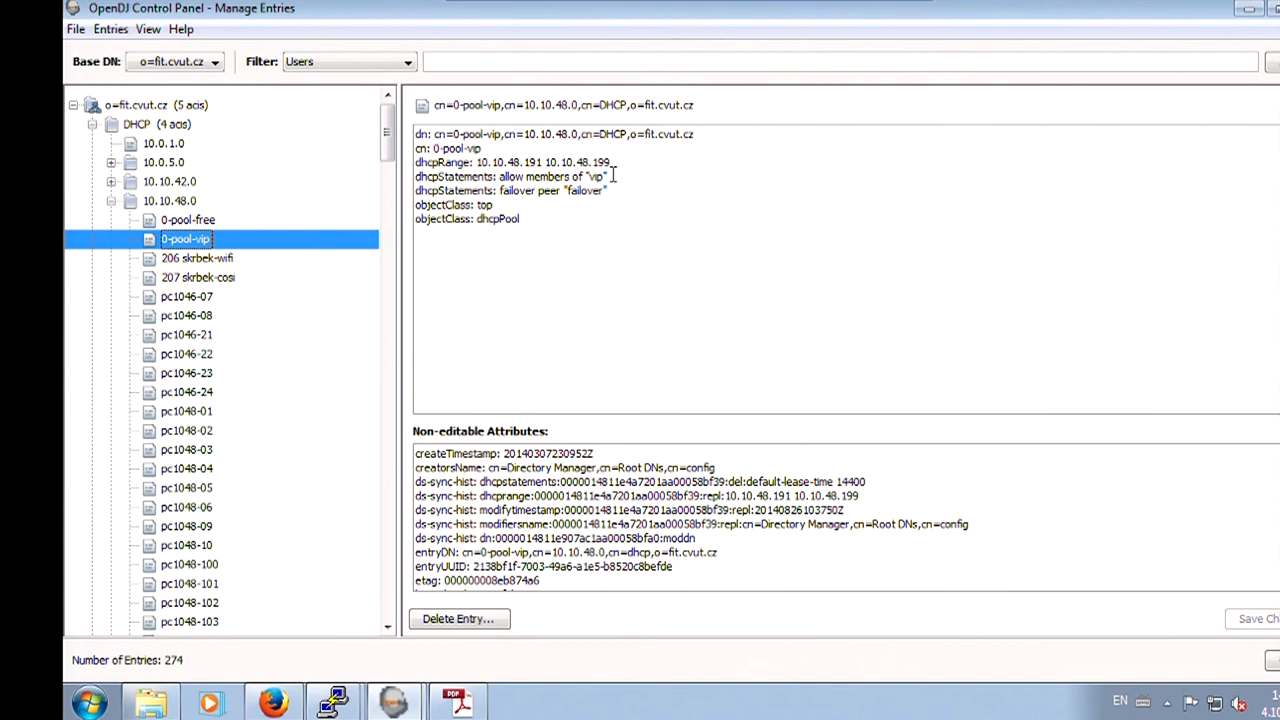 OpenDJ Control Panel - Manage Entries
File Entries View Help
Base DN: o=fit.cvut.cz Filter: Users
o=fit.cvut.cz (5 acis)
DHCP (4 acis)
10.0.1.0
10.0.5.0
10.10.42.0
10.10.48.0
0-pool-free
0-pool-vip
206 skrbek-wifi
207 skrbek-cosi
pc1046-07
pc1046-08
pc1046-21
pc1046-22
pc1046-23
pc1046-24
pc1048-01
pc1048-02
pc1048-03
pc1048-04
pc1048-05
pc1048-06
pc1048-09
pc1048-10
pc1048-100
pc1048-101
pc1048-102
pc1048-103
cn=0-pool-vip,cn=10.10.48.0,cn=DHCP,o=fit.cvut.cz
dn: cn=0-pool-vip,cn=10.10.48.0,cn=DHCP,o=fit.cvut.cz
cn: 0-pool-vip
dhcpRange: 10.10.48.191 10.10.48.199
dhcpStatements: allow members of "vip"
dhcpStatements: failover peer "failover"
objectClass: top
objectClass: dhcpPool
Non-editable Attributes:
createTimestamp: 20140307230952Z
creatorsName: cn=Directory Manager,cn=Root DNs,cn=config
ds-sync-hist: dhcpstatements:0000014811e4a7201aa00058bf39:del:default-lease-time 14400
ds-sync-hist: dhcprange:0000014811e4a7201aa00058bf39:repl:10.10.48.191 10.10.48.199
ds-sync-hist: modifytimestamp:0000014811e4a7201aa00058bf39:repl:20140826103750Z
ds-sync-hist: modifiersname:0000014811e4a7201aa00058bf39:repl:cn=Directory Manager,cn=Root DNs,cn=config
ds-sync-hist: dn:0000014811e907ac1aa00058bfa0:moddn
entryDN: cn=0-pool-vip,cn=10.10.48.0,cn=dhcp,o=fit.cvut.cz
entryUUID: 2138bf1f-7003-49a6-a1e5-b8520c8befde
etag: 000000008eb874a6
Delete Entry... Save Ch
Number of Entries: 274
PDF
EN
4.10